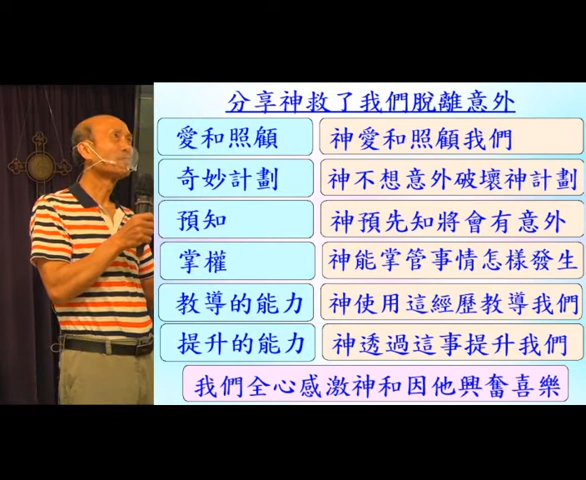 分享神救了我們脫離意外
愛和照顧 神愛和照顧我們
奇妙計劃 神不想意外破壞神計劃
預知 神預先知將會有意外
掌權 神能掌管事情怎樣發生
教導的能力 神使用這經歷教導我們
提升的能力 神透過這事提升我們
我們全心感激神和因他興奮喜樂